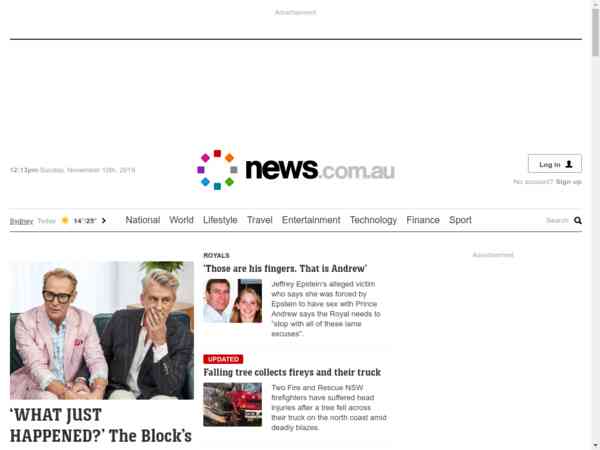 Advertisement
12:13pm Sunday, November 10th, 2019
news.com.au
Log in
No account? Sign up
Sydney Today 14°/25°
National World Lifestyle Travel Entertainment Technology Finance Sport
Search
ROYALS
Advertisement
'Those are his fingers. That is Andrew'
Jeffrey Epstein's alleged victim
who says she was forced by
Epstein to have sex with Prince
Andrew says the Royal needs to
"stop with all of these lame
excuses".
UPDATED
Falling tree collects fireys and their truck
Two Fire and Rescue NSW
firefighters have suffered head
injuries after a tree fell across
their truck on the north coast amid
deadly blazes.
'WHAT JUST
HAPPENED?' The Block's